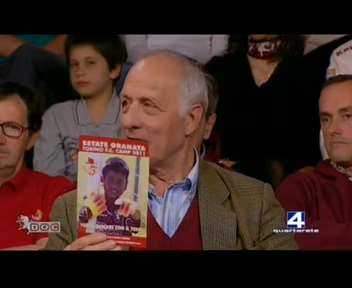 ESTATE GRANATA
TORINO F.C. CAMP 2011
DOC
4
quartarete